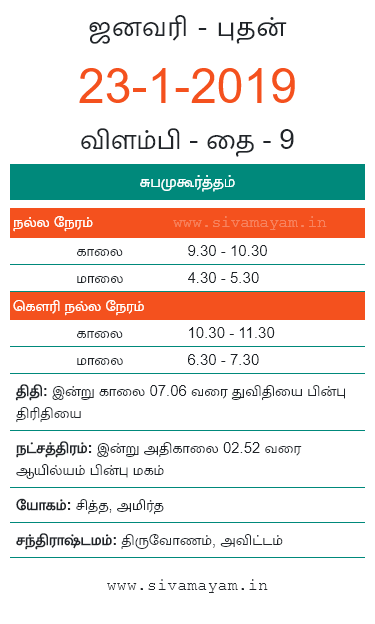 ஜனவரி - புதன்
23-1-2019
விளம்பி - தை - 9
சுபமுகூர்த்தம்
நல்ல நேரம் www.sivamayam.in
காலை 9.30 - 10.30
மாலை 4.30 - 5.30
கௌரி நல்ல நேரம்
காலை 10.30 - 11.30
மாலை 6.30 - 7.30
திதி: இன்று காலை 07.06 வரை துவிதியை பின்பு
திரிதியை
நட்சத்திரம்: இன்று அதிகாலை 02.52 வரை
ஆயில்யம் பின்பு மகம்
யோகம்: சித்த, அமிர்த
சந்திராஷ்டமம்: திருவோணம், அவிட்டம்
www.sivamayam.in